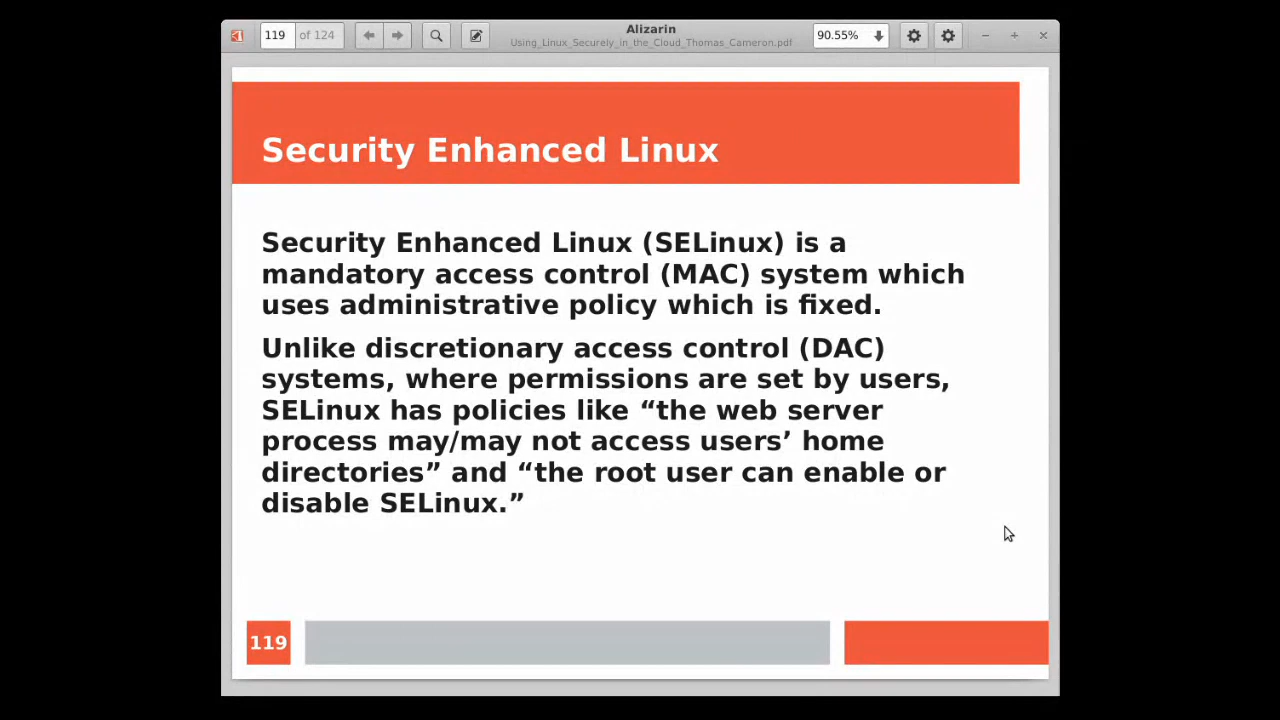 119 of 124
Alizarin
Using_Linux_Securely_in_the_Cloud_Thomas_Cameron.pdf
90.55%
Security Enhanced Linux
Security Enhanced Linux (SELinux) is a
mandatory access control (MAC) system which
uses administrative policy which is fixed.
Unlike discretionary access control (DAC)
systems, where permissions are set by users,
SELinux has policies like “the web server
process may/may not access users’ home
directories” and “the root user can enable or
disable SELinux.”
119